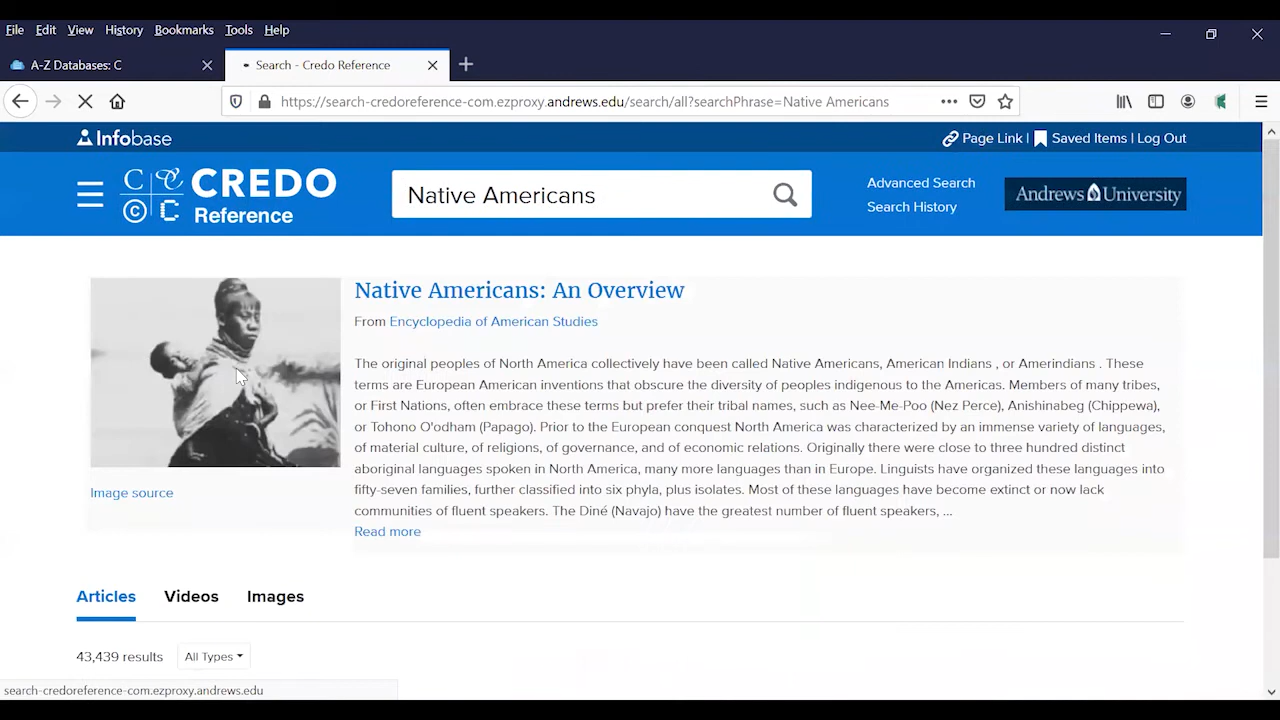 File Edit View History Bookmarks Tools Help
A-Z Databases: C
Search - Credo Reference
https://search-credoreference-com.ezproxy.andrews.edu/search/all?searchPhrase=Native Americans
Infobase
Page Link | Saved Items | Log Out
CREDO
Reference
Native Americans
Advanced Search
Search History
Andrews University
Native Americans: An Overview
From Encyclopedia of American Studies
The original peoples of North America collectively have been called Native Americans, American Indians , or Amerindians . These
terms are European American inventions that obscure the diversity of peoples indigenous to the Americas. Members of many tribes,
or First Nations, often embrace these terms but prefer their tribal names, such as Nee-Me-Poo (Nez Perce), Anishinabeg (Chippewa),
or Tohono O'odham (Papago). Prior to the European conquest North America was characterized by an immense variety of languages,
of material culture, of religions, of governance, and of economic relations. Originally there were close to three hundred distinct
aboriginal languages spoken in North America, many more languages than in Europe. Linguists have organized these languages into
fifty-seven families, further classified into six phyla, plus isolates. Most of these languages have become extinct or now lack
communities of fluent speakers. The Diné (Navajo) have the greatest number of fluent speakers, ...
Read more
Image source
Articles Videos Images
43,439 results All Types
search-credoreference-com.ezproxy.andrews.edu